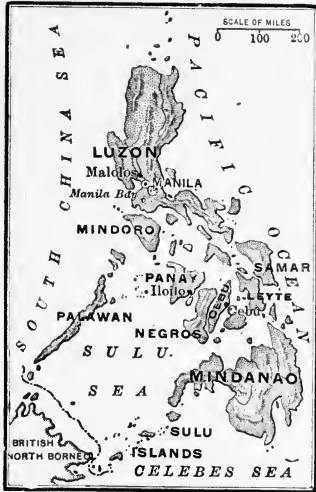 SCALE OF MILES
0 100 200
SOUTH CHINA SEA
PACIFIC OCEAN
LUZON
Malolos
MANILA
Manila Bay
MINDORO
SAMAR
PANAY
Iloilo
LEYTE
CEBU
Cebu
PALAWAN
NEGROS
SULU
SEA
MINDANAO
SULU
ISLANDS
BRITISH
NORTH BORNEO
CELEBES SEA